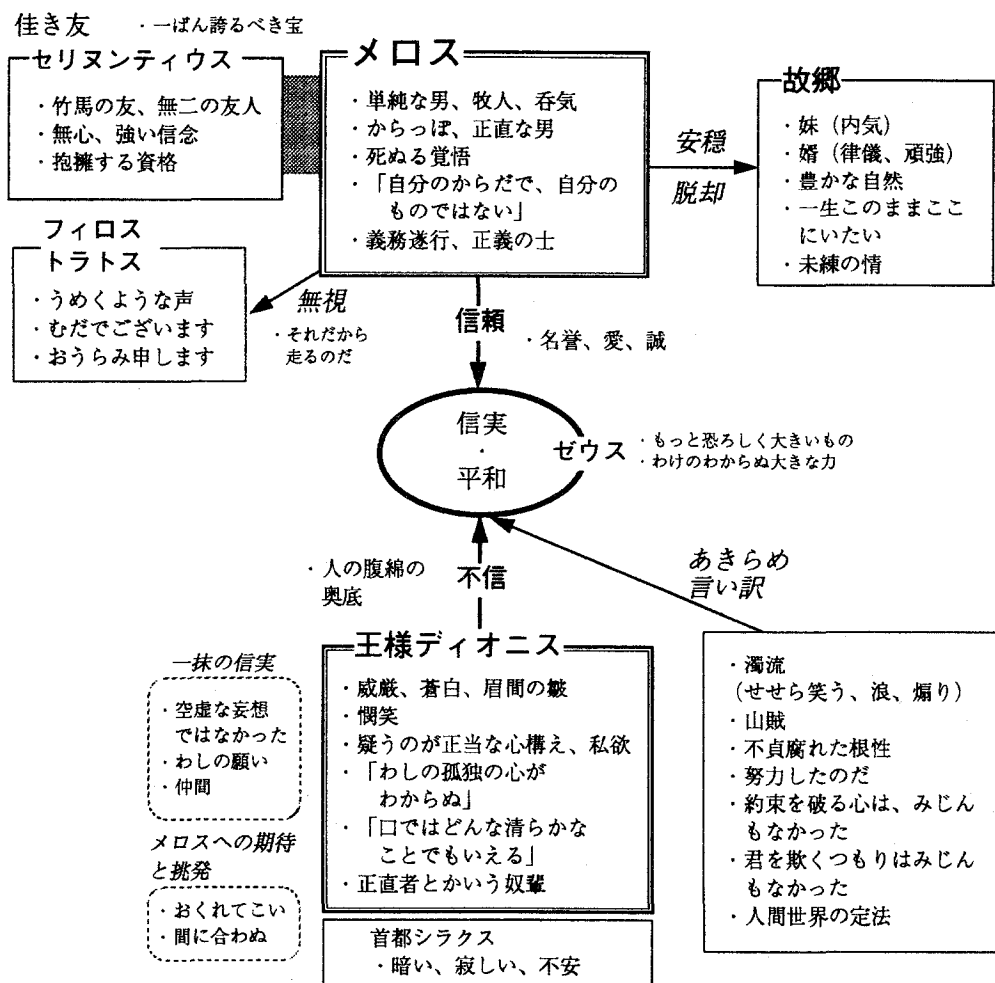 佳き友
・一ばん誇るべき宝
セリヌンティウス
・竹馬の友、無二の友人
・無心、強い信念
・抱擁する資格
メロス
・単純な男、牧人、呑気
・からっぽ、正直な男
・死ぬる覚悟
・「自分のからだで、自分の
ものではない」
・義務遂行、正義の士
安穏
脱却
故郷
・妹（内気）
・婿（律儀、頑強）
・豊かな自然
・一生このままここ
にいたい
・未練の情
フィロス
トラトス
・うめくような声
・むだでございます
・おうらみ申します
無視
・それだから
走るのだ
信頼
・名誉、愛、誠
信実
・
平和
ゼウス
・もっと恐ろしく大きいもの
・わけのわからぬ大きな力
・人の腹綿の
奥底
不信
あきらめ
言い訳
王様ディオニス
・威厳、蒼白、眉間の皺
・憫笑
・疑うのが正当な心構え、私欲
・「わしの孤独の心が
わからぬ」
・「口ではどんな清らかな
ことでもいえる」
・正直者とかいう奴輩
首都シラクス
・暗い、寂しい、不安
一抹の信実
・空虚な妄想
ではなかった
・わしの願い
・仲間
メロスへの期待
と挑発
・おくれてこい
・間に合わぬ
・濁流
（せせら笑う、浪、煽り）
・山賊
・不貞腐れた根性
・努力したのだ
・約束を破る心は、みじん
もなかった
・君を欺くつもりはみじん
もなかった
・人間世界の定法